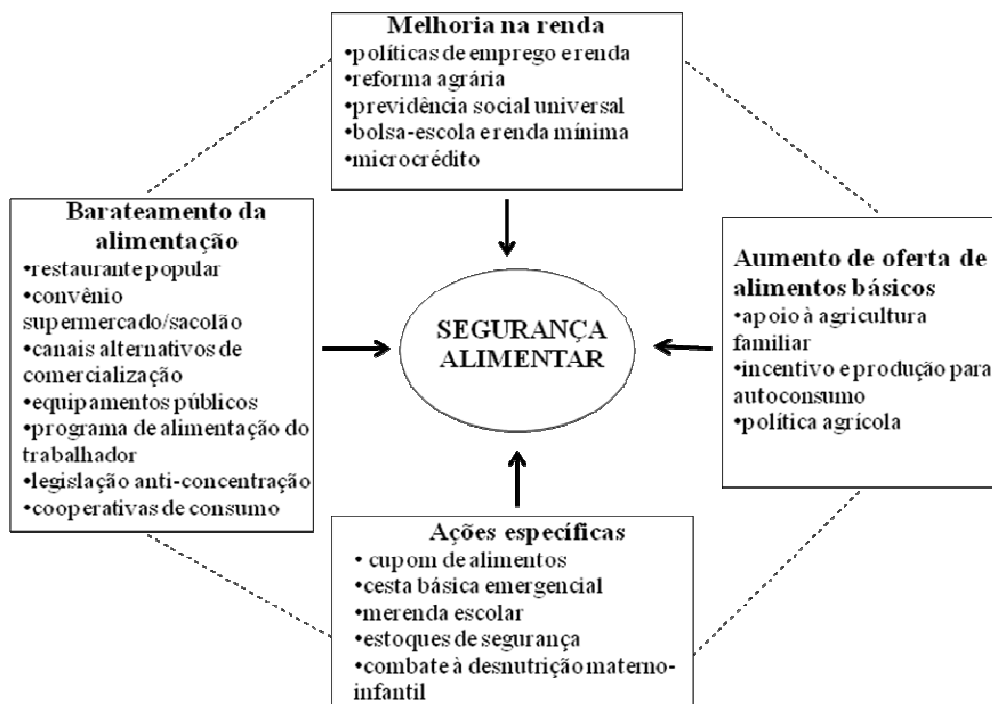 Melhoria na renda
•políticas de emprego e renda
•reforma agrária
•previdência social universal
•bolsa-escola e renda mínima
•microcrédito
Barateamento da
alimentação
•restaurante popular
•convênio
supermercado/sacolão
•canais alternativos de
comercialização
•equipamentos públicos
•programa de alimentação do
trabalhador
•legislação anti-concentração
•cooperativas de consumo
SEGURANÇA
ALIMENTAR
Aumento de oferta de
alimentos básicos
•apoio à agricultura
familiar
•incentivo e produção para
autoconsumo
•política agrícola
Ações específicas
• cupom de alimentos
•cesta básica emergencial
•merenda escolar
•estoques de segurança
•combate à desnutrição materno-
infantil